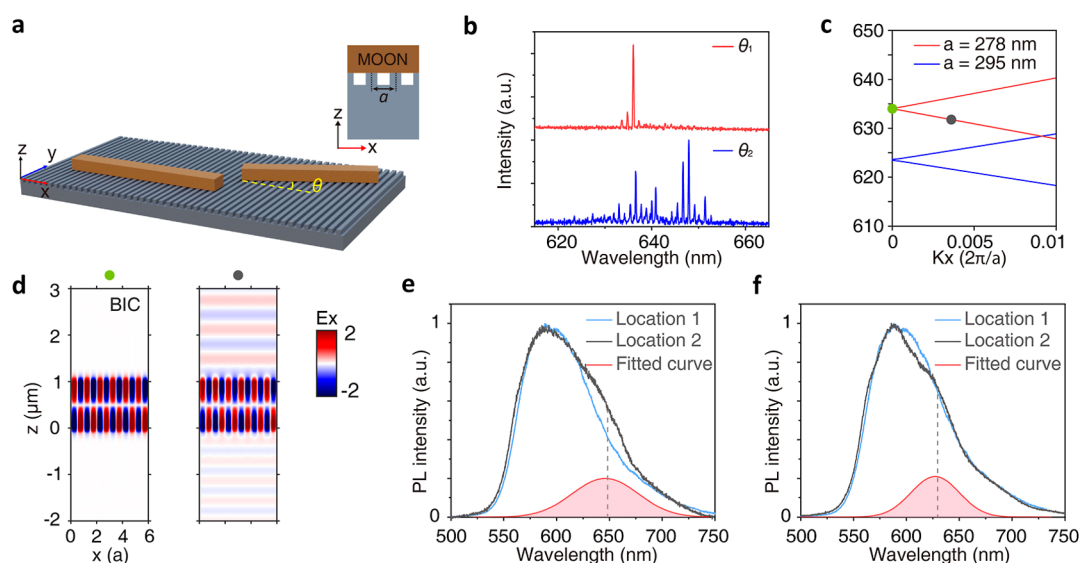 a
MOON
a
z
x
z
y
x
θ
b
Intensity (a.u.)
θ1
θ2
620
640
660
Wavelength (nm)
c
650
640
630
620
610
a = 278 nm
a = 295 nm
0
0.005
0.01
Kx (2π/a)
d
BIC
3
2
1
0
-1
-2
z (μm)
0
2
4
6
x (a)
Ex
2
-2
e
PL intensity (a.u.)
1
0
Location 1
Location 2
Fitted curve
500
550
600
650
700
750
Wavelength (nm)
f
PL intensity (a.u.)
1
0
Location 1
Location 2
Fitted curve
500
550
600
650
700
750
Wavelength (nm)